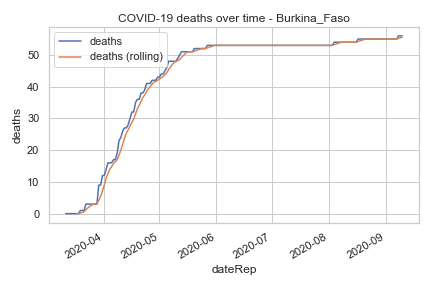 COVID-19 deaths over time - Burkina_Faso
deaths
deaths (rolling)
50
40
30
20
10
0
deaths
2020-04
2020-05
2020-06
2020-07
2020-08
2020-09
dateRep